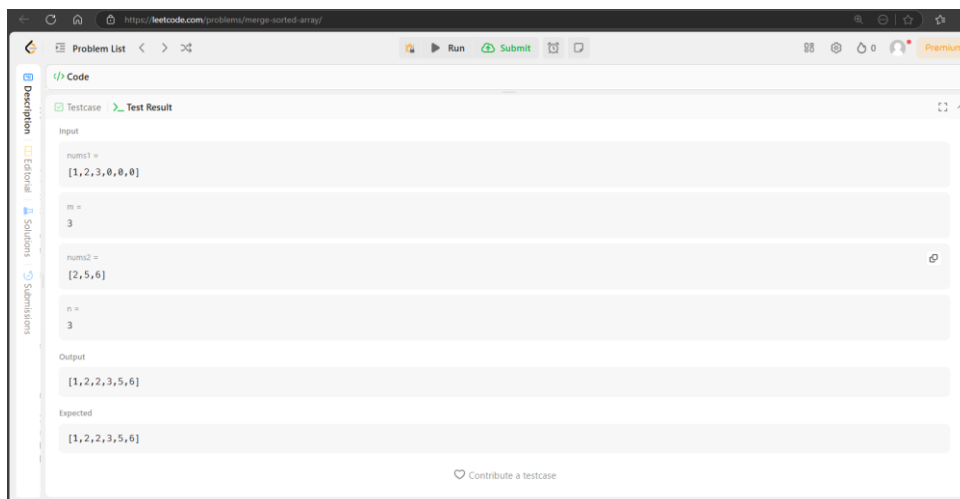 https://leetcode.com/problems/merge-sorted-array/
Problem List
Run
Submit
0
Premium
Description
Editorial
Solutions
Submissions
</> Code
Testcase
>_ Test Result
Input
nums1 =
[1,2,3,0,0,0]
m =
3
nums2 =
[2,5,6]
n =
3
Output
[1,2,2,3,5,6]
Expected
[1,2,2,3,5,6]
Contribute a testcase